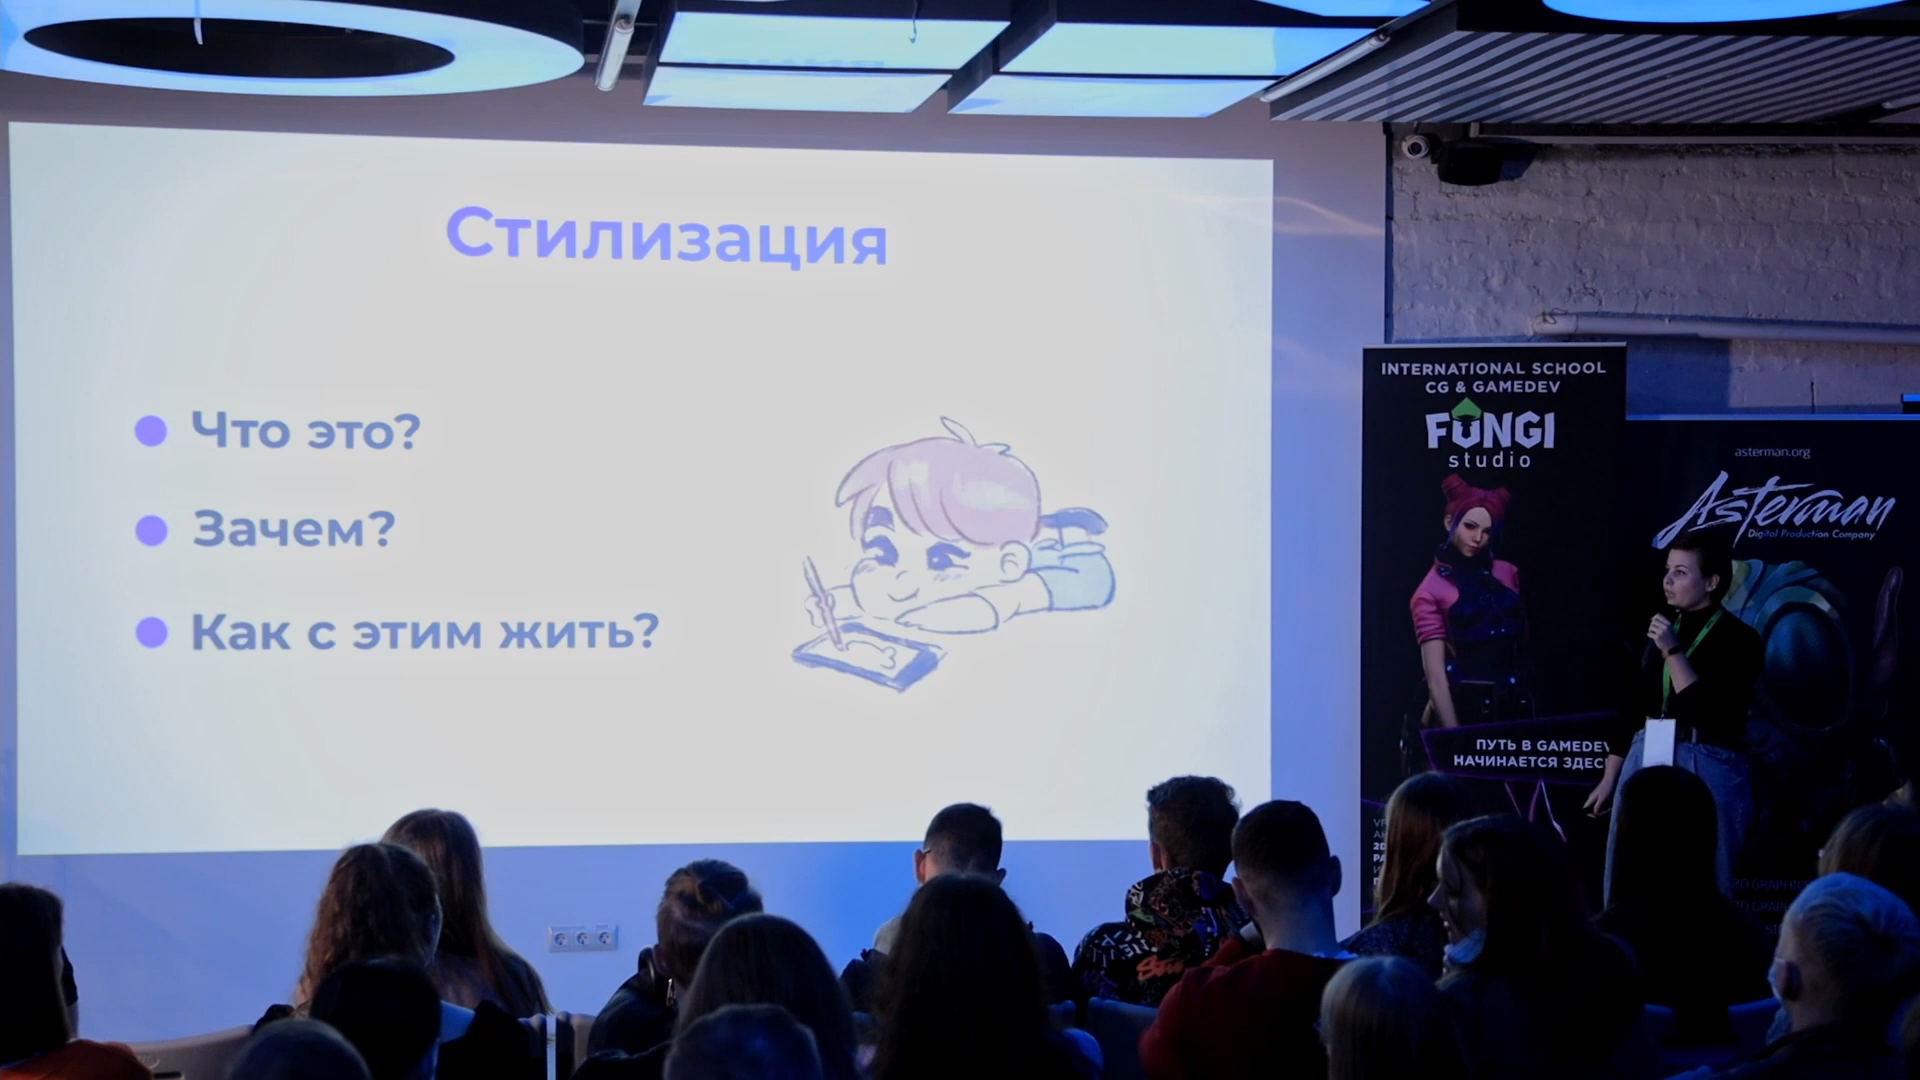 Стилизация
Что это?
Зачем?
Как с этим жить?
INTERNATIONAL SCHOOL
CG & GAMEDEV
FUNGI
studio
ПУТЬ В GAMEDEV
НАЧИНАЕТСЯ ЗДЕСЬ
asterman.org
Asterman
Digital Production Company